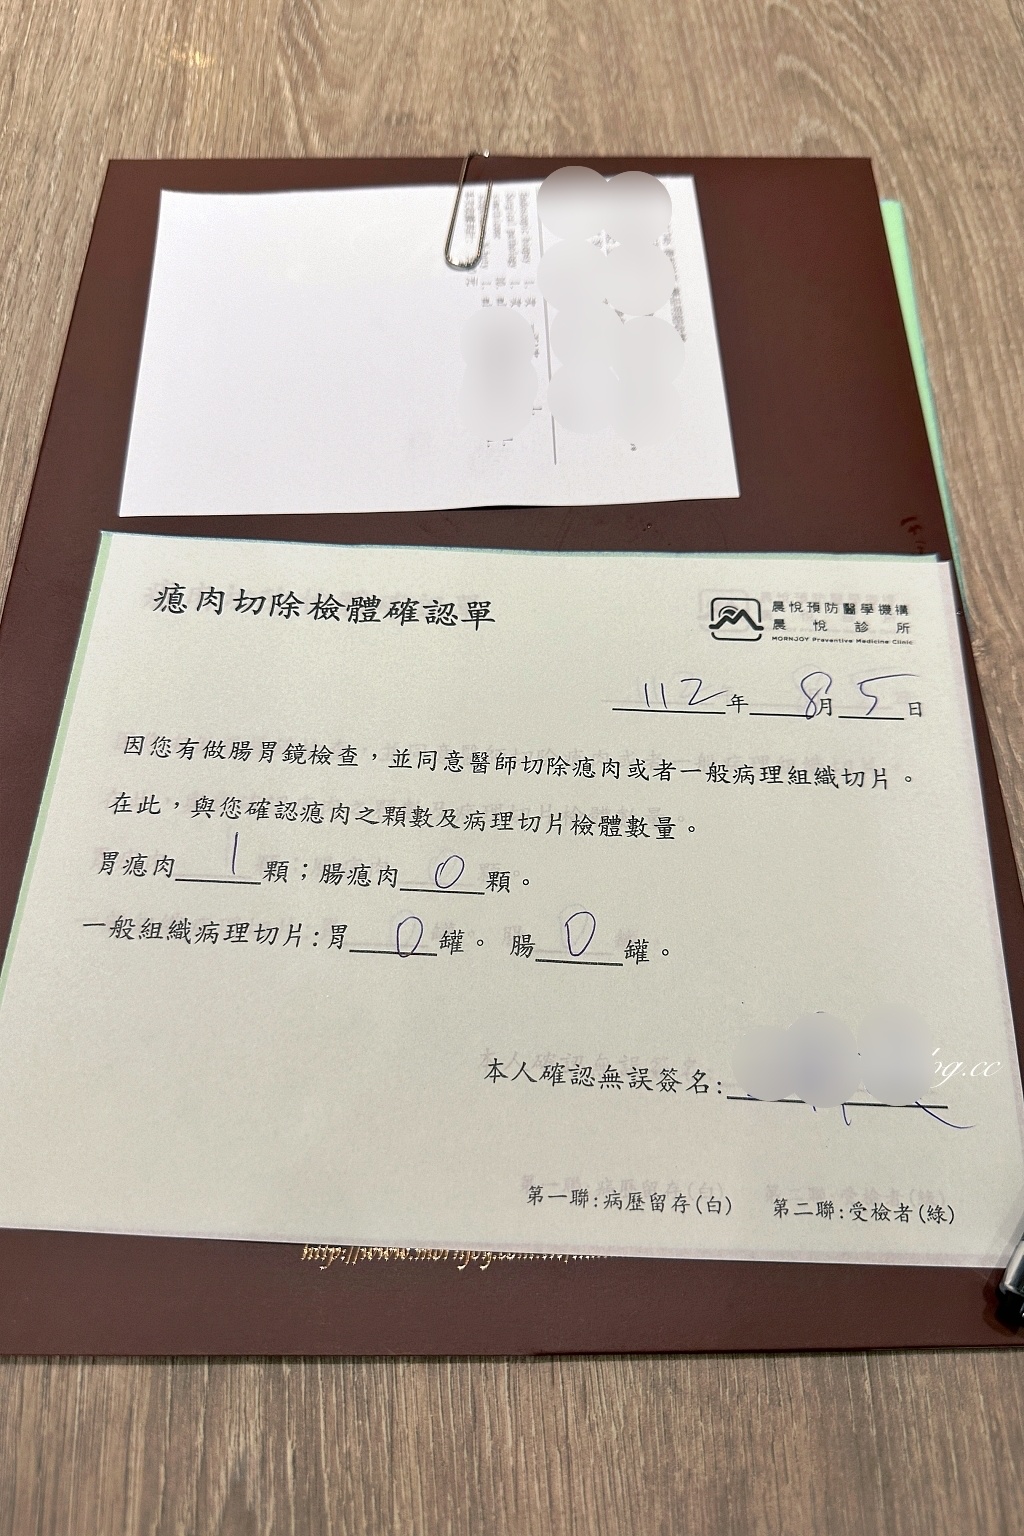 瘜肉切除檢體確認單
晨悅預防醫學機構
晨悅診所
MORNJOY Preventive Medicine Clinic
112年8月5日
因您有做腸胃鏡檢查，並同意醫師切除瘜肉或者一般病理組織切片。
在此，與您確認瘜肉之顆數及病理切片檢體數量。
胃瘜肉1顆；腸瘜肉0顆。
一般組織病理切片:胃0罐。 腸0罐。
本人確認無誤簽名:
第一聯:病歷留存(白) 第二聯:受檢者(綠)